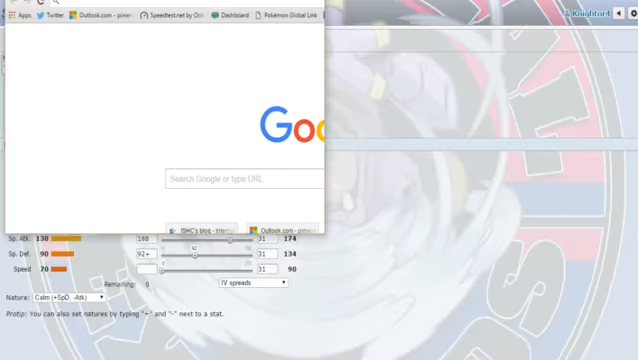 Knightor4
Apps Twitter Outlook.com - pime Speedtest.net by Ook Dashboard Pokémon Global Link
Goo
Search Google or type URL
ISHC's blog - Intern Outlook.com - pime
Sp. Atk. 130 188 31 174
92
Sp. Def. 90 92+ 31 134
0
Speed 70 31 90
Remaining: 0 IV spreads
Nature: Calm (+SpD, -Atk)
Protip: You can also set natures by typing "+" and "-" next to a stat.